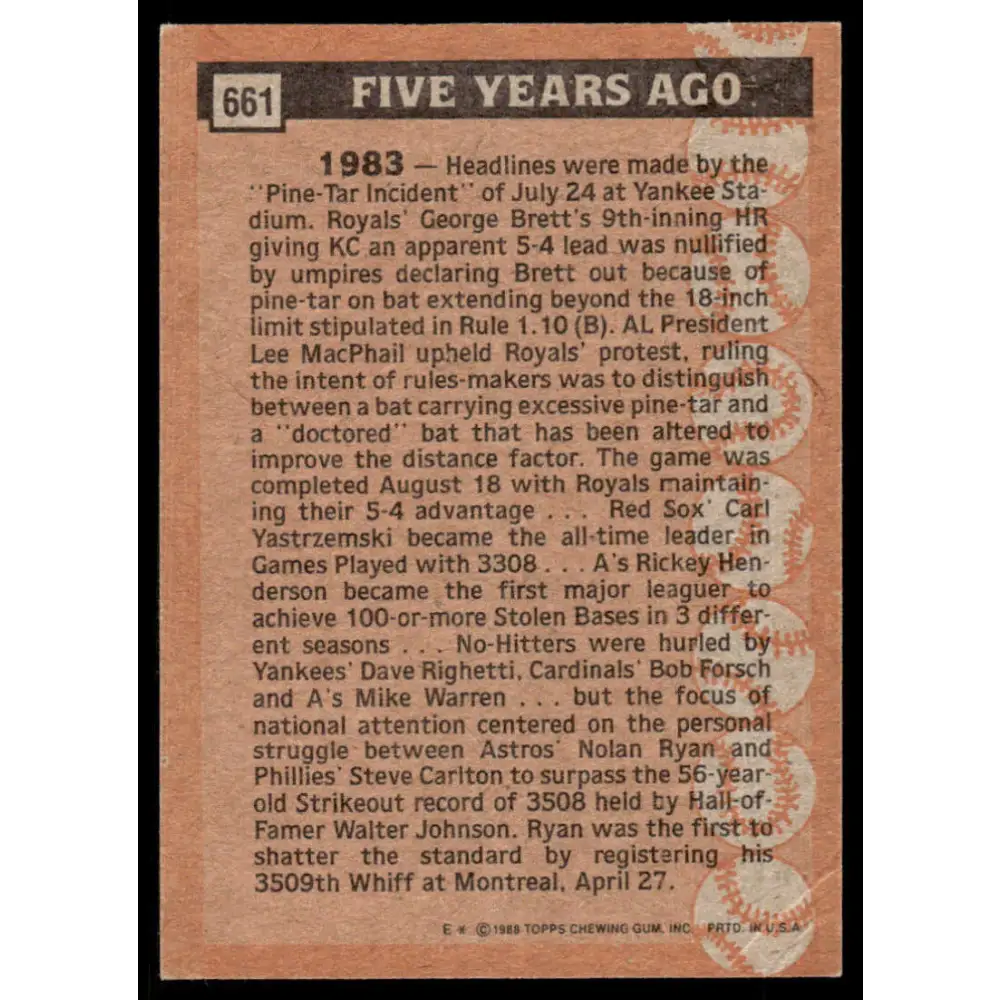 661
FIVE YEARS AGO
1983 — Headlines were made by the
"Pine-Tar Incident" of July 24 at Yankee Sta-
dium. Royals' George Brett's 9th-inning HR
giving KC an apparent 5-4 lead was nullified
by umpires declaring Brett out because of
pine-tar on bat extending beyond the 18-inch
limit stipulated in Rule 1.10 (B). AL President
Lee MacPhail upheld Royals' protest, ruling
the intent of rules-makers was to distinguish
between a bat carrying excessive pine-tar and
a "doctored" bat that has been altered to
improve the distance factor. The game was
completed August 18 with Royals maintain-
ing their 5-4 advantage . . . Red Sox' Carl
Yastrzemski became the all-time leader in
Games Played with 3308 . . . A's Rickey Hen-
derson became the first major leaguer to
achieve 100-or-more Stolen Bases in 3 differ-
ent seasons . . . No-Hitters were hurled by
Yankees' Dave Righetti, Cardinals' Bob Forsch
and A's Mike Warren . . . but the focus of
national attention centered on the personal
struggle between Astros' Nolan Ryan and
Phillies' Steve Carlton to surpass the 56-year-
old Strikeout record of 3508 held by Hall-of-
Famer Walter Johnson. Ryan was the first to
shatter the standard by registering his
3509th Whiff at Montreal, April 27.
E * © 1988 TOPPS CHEWING GUM, INC. PRTD. IN U.S.A.